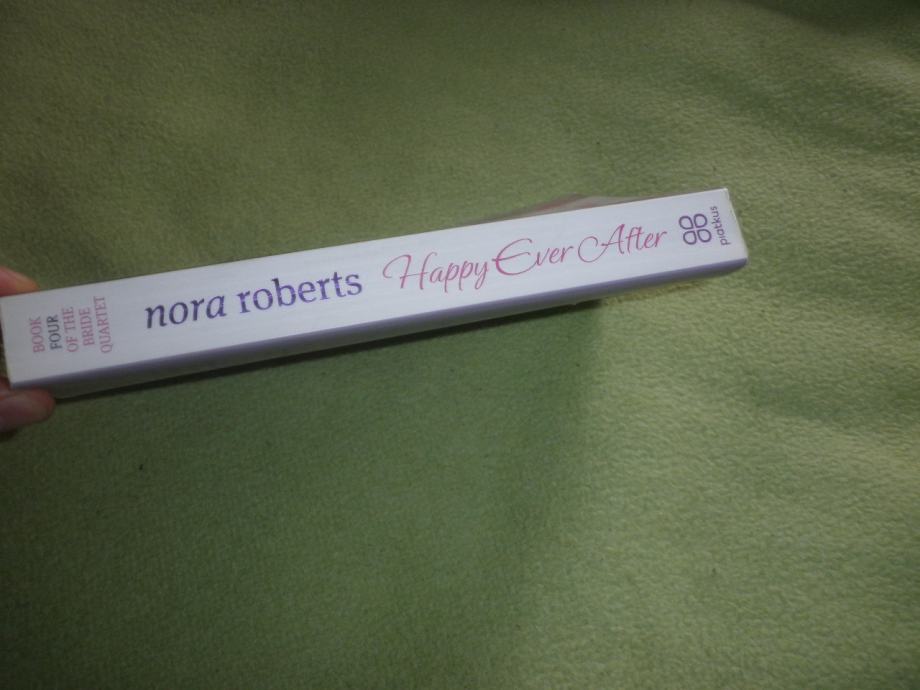 BOOK
FOUR
OF THE
BRIDE
QUARTET
nora roberts
Happy Ever After
piatkus